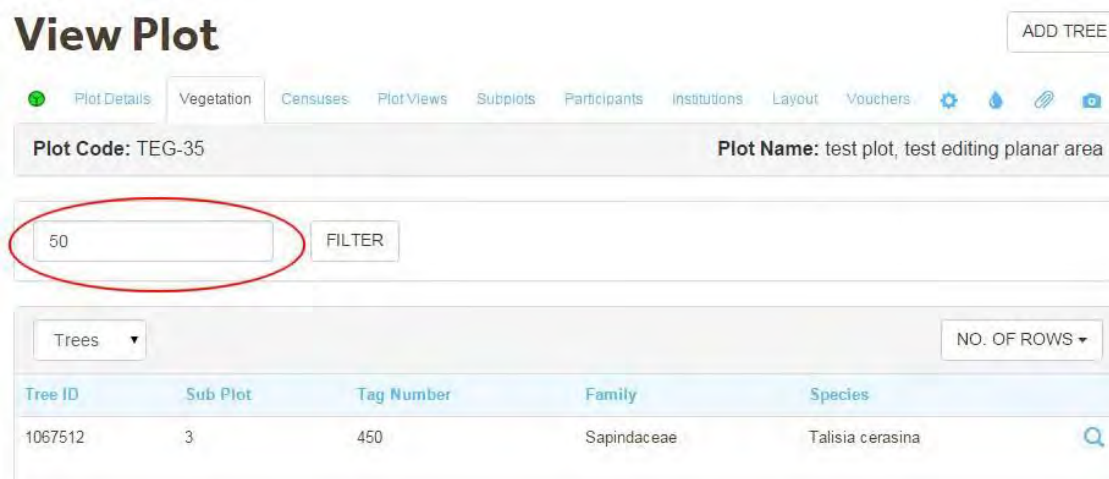 View Plot
ADD TREE
Plot Details Vegetation Censuses Plot Views Subplots Participants Institutions Layout Vouchers
Plot Code: TEG-35 Plot Name: test plot, test editing planar area
50 FILTER
Trees NO. OF ROWS
Tree ID Sub Plot Tag Number Family Species
1067512 3 450 Sapindaceae Talisia cerasina